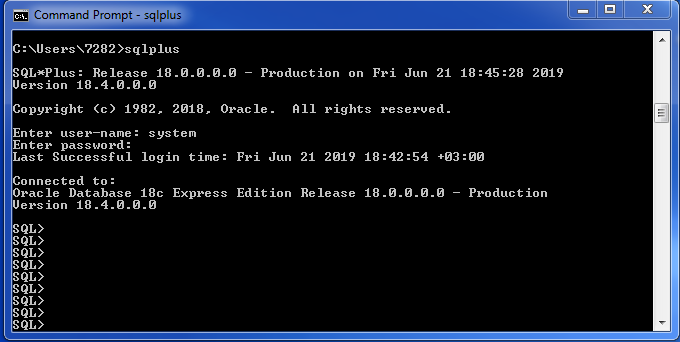 Command Prompt - sqlplus
C:\Users\7282>sqlplus
SQL*Plus: Release 18.0.0.0.0 - Production on Fri Jun 21 18:45:28 2019
Version 18.4.0.0.0
Copyright (c) 1982, 2018, Oracle.  All rights reserved.
Enter user-name: system
Enter password:
Last Successful login time: Fri Jun 21 2019 18:42:54 +03:00
Connected to:
Oracle Database 18c Express Edition Release 18.0.0.0.0 - Production
Version 18.4.0.0.0
SQL>
SQL>
SQL>
SQL>
SQL>
SQL>
SQL>
SQL>
SQL>